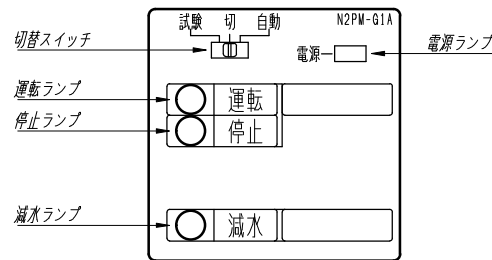 試験 切 自動 N2PM-G1A
切替スイッチ
電源
電源ランプ
運転ランプ
運転
停止ランプ
停止
減水ランプ
減水